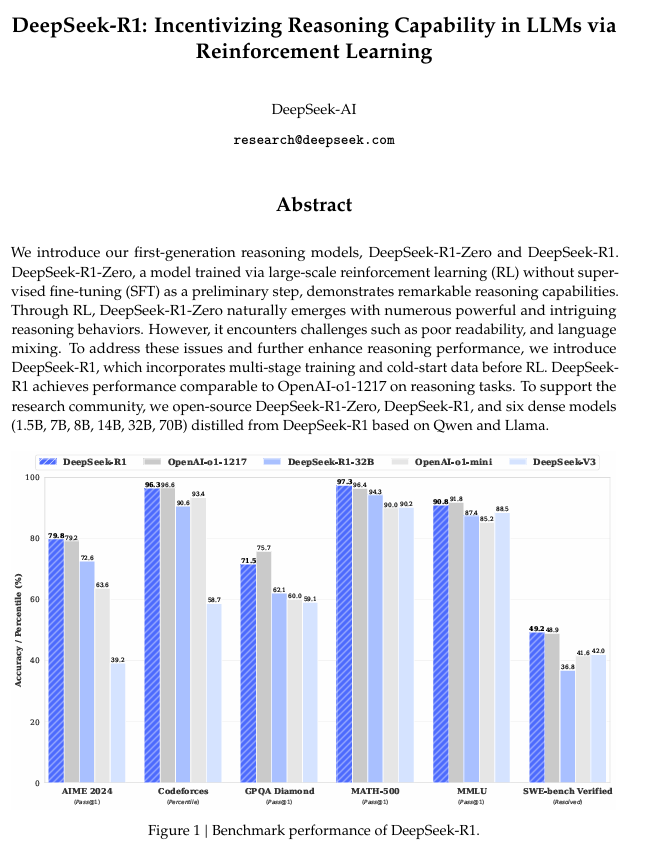 DeepSeek-R1: Incentivizing Reasoning Capability in LLMs via
Reinforcement Learning
DeepSeek-AI
research@deepseek.com
Abstract
We introduce our first-generation reasoning models, DeepSeek-R1-Zero and DeepSeek-R1.
DeepSeek-R1-Zero, a model trained via large-scale reinforcement learning (RL) without super-
vised fine-tuning (SFT) as a preliminary step, demonstrates remarkable reasoning capabilities.
Through RL, DeepSeek-R1-Zero naturally emerges with numerous powerful and intriguing
reasoning behaviors. However, it encounters challenges such as poor readability, and language
mixing. To address these issues and further enhance reasoning performance, we introduce
DeepSeek-R1, which incorporates multi-stage training and cold-start data before RL. DeepSeek-
R1 achieves performance comparable to OpenAI-o1-1217 on reasoning tasks. To support the
research community, we open-source DeepSeek-R1-Zero, DeepSeek-R1, and six dense models
(1.5B, 7B, 8B, 14B, 32B, 70B) distilled from DeepSeek-R1 based on Qwen and Llama.
DeepSeek-R1 OpenAI-o1-1217 DeepSeek-R1-32B OpenAI-o1-mini DeepSeek-V3
Accuracy / Percentile (%)
100
80
60
40
20
0
79.8 79.2 72.6 63.6 39.2
96.3 96.6 90.6 93.4 58.7
71.5 75.7 62.1 60.0 59.1
97.3 96.4 94.3 90.0 90.2
90.8 91.8 87.4 85.2 88.5
49.2 48.9 36.8 41.6 42.0
AIME 2024 Codeforces GPQA Diamond MATH-500 MMLU SWE-bench Verified
(Pass@1) (Percentile) (Pass@1) (Pass@1) (Pass@1) (Resolved)
Figure 1 | Benchmark performance of DeepSeek-R1.